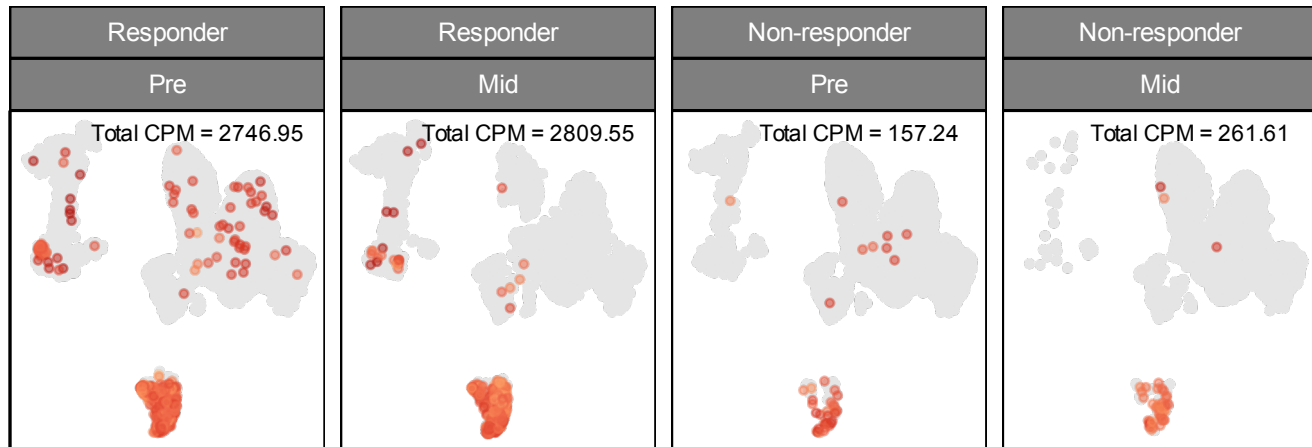 Responder
Responder
Non-responder
Non-responder
Pre
Mid
Pre
Mid
Total CPM = 2746.95
Total CPM = 2809.55
Total CPM = 157.24
Total CPM = 261.61